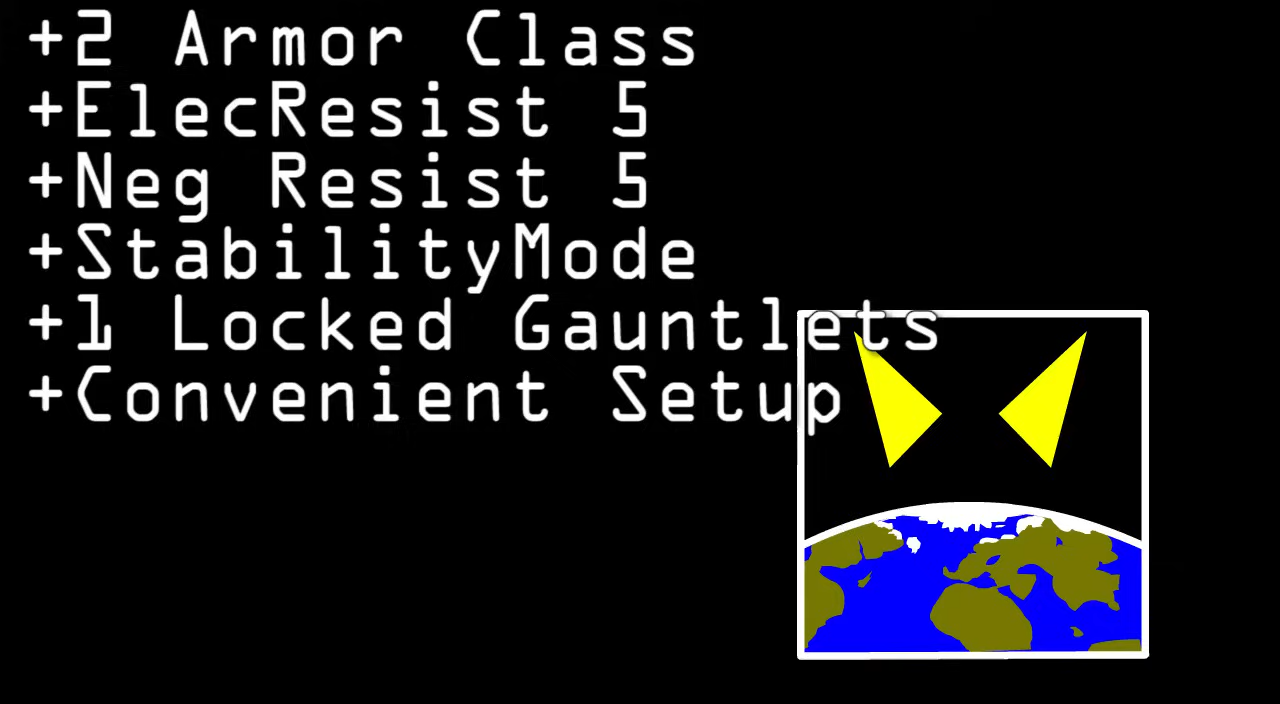 +2 Armor Class
+ElecResist 5
+Neg Resist 5
+StabilityMode
+1 Locked Gauntlets
+Convenient Setup